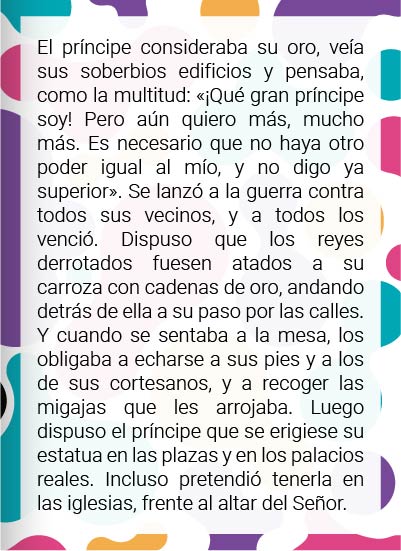 El príncipe consideraba su oro, veía
sus soberbios edificios y pensaba,
como la multitud: «¡Qué gran príncipe
soy! Pero aún quiero más, mucho
más. Es necesario que no haya otro
poder igual al mío, y no digo ya
superior». Se lanzó a la guerra contra
todos sus vecinos, y a todos los
venció. Dispuso que los reyes
derrotados fuesen atados a su
carroza con cadenas de oro, andando
detrás de ella a su paso por las calles.
Y cuando se sentaba a la mesa, los
obligaba a echarse a sus pies y a los
de sus cortesanos, y a recoger las
migajas que les arrojaba. Luego
dispuso el príncipe que se erigiese su
estatua en las plazas y en los palacios
reales. Incluso pretendió tenerla en
las iglesias, frente al altar del Señor.